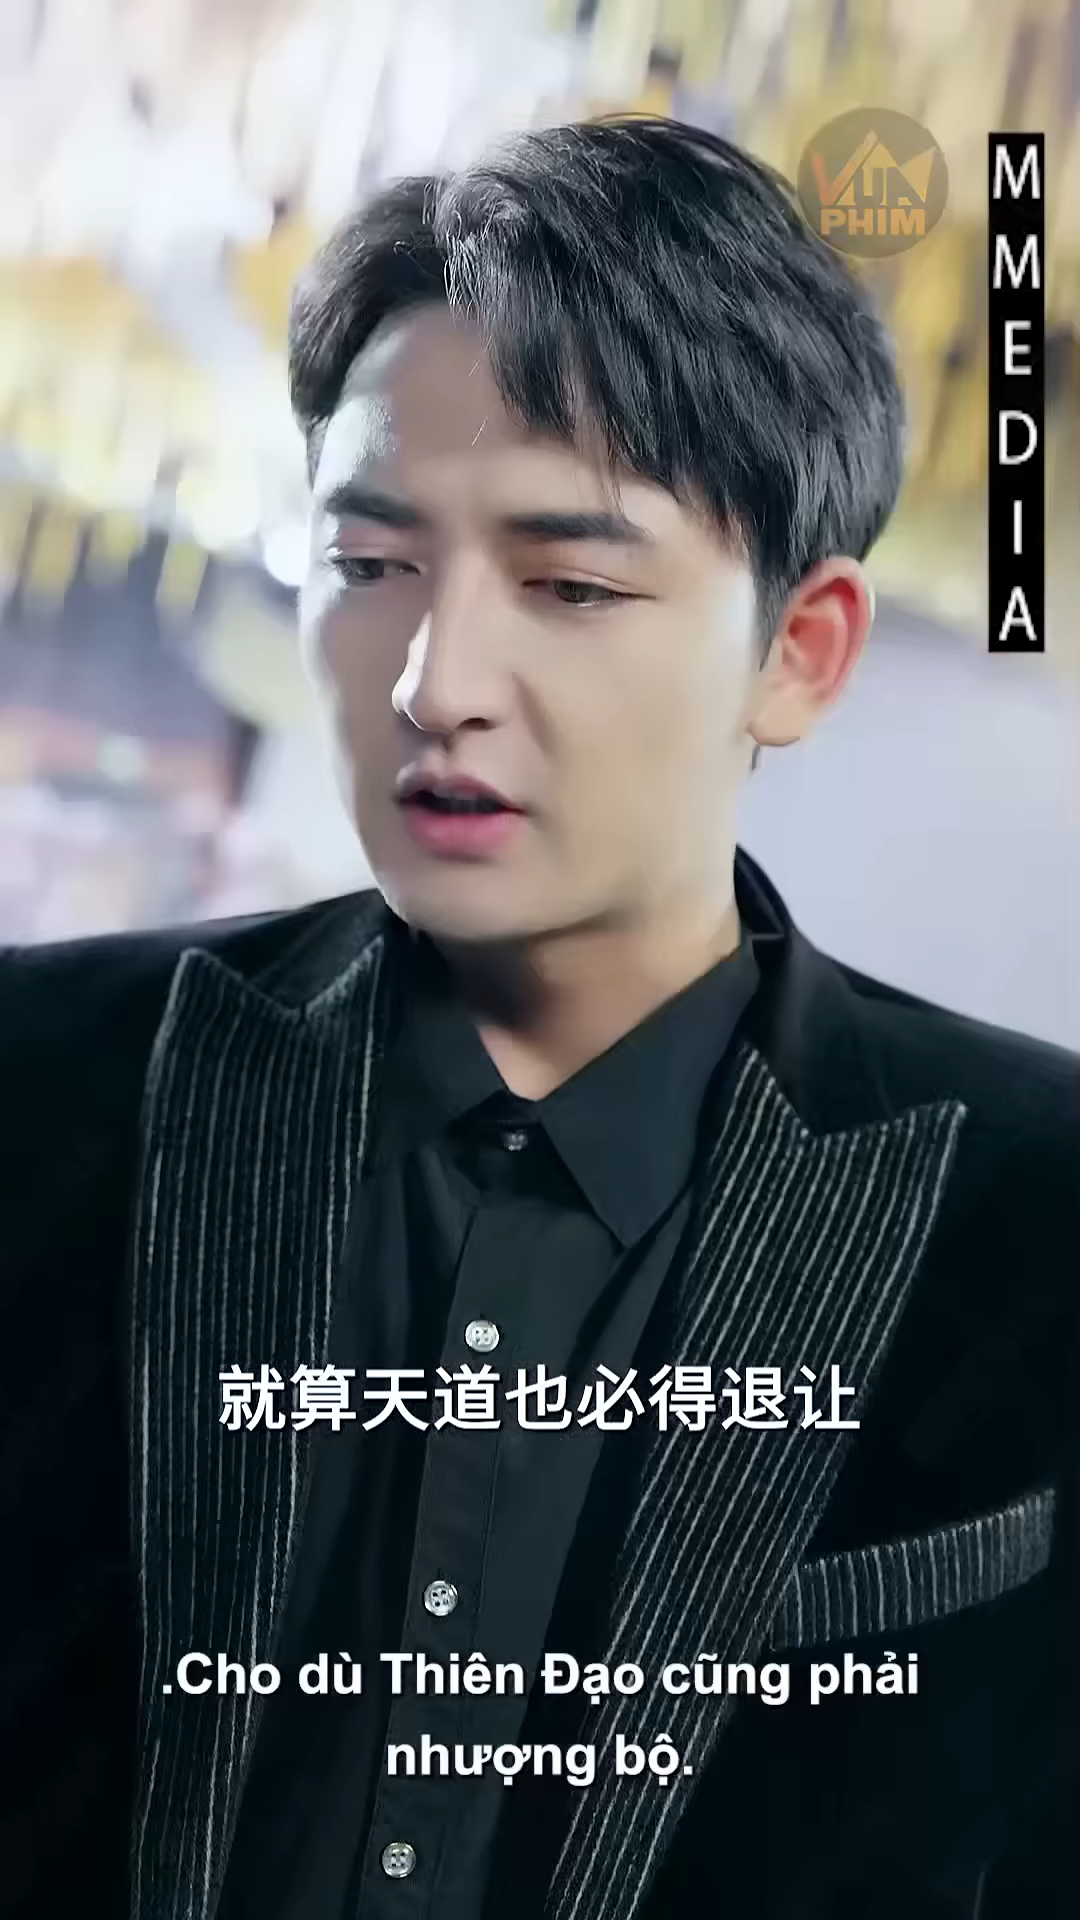 VUA
PHIM
MMEDIA
就算天道也必得退让
.Cho dù Thiên Đạo cũng phải
nhượng bộ.